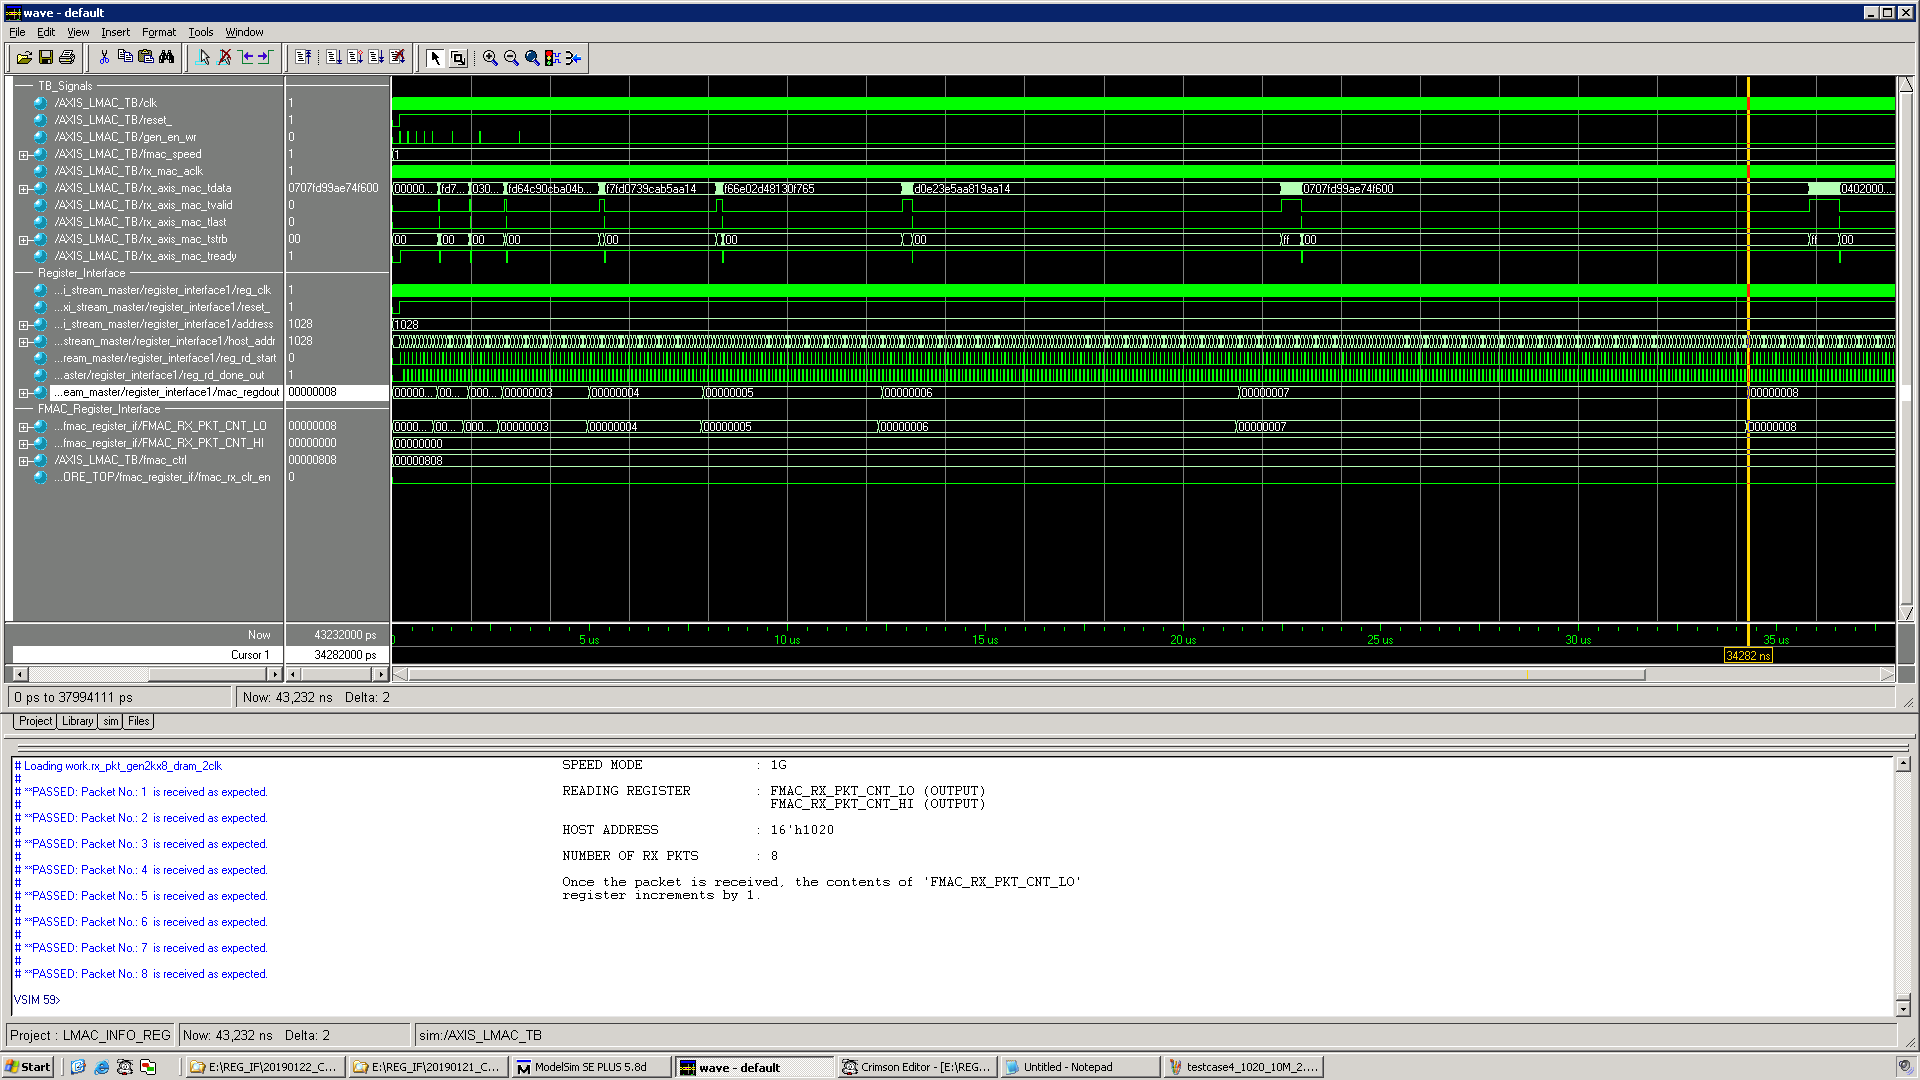 wave - default
File Edit View Insert Format Tools Window
TB_Signals
/AXIS_LMAC_TB/clk 1
/AXIS_LMAC_TB/reset_ 1
/AXIS_LMAC_TB/gen_en_wr 0
/AXIS_LMAC_TB/fmac_speed 1 1
/AXIS_LMAC_TB/rx_mac_aclk 1
/AXIS_LMAC_TB/rx_axis_mac_tdata 0707fd99ae74f600 00000... fd7... 030... fd64c90cba04b... f7fd0739cab5aa14 f66e02d48130f765 d0e23e5aa819aa14 0707fd99ae74f600 0402000...
/AXIS_LMAC_TB/rx_axis_mac_tvalid 0
/AXIS_LMAC_TB/rx_axis_mac_tlast 0
/AXIS_LMAC_TB/rx_axis_mac_tstrb 00 00 00 00 00 00 00 00 ff 00 ff 00
/AXIS_LMAC_TB/rx_axis_mac_tready 1
Register_Interface
...i_stream_master/register_interface1/reg_clk 1
...xi_stream_master/register_interface1/reset_ 1
...i_stream_master/register_interface1/address 1028 1028
...stream_master/register_interface1/host_addr 1028
...ream_master/register_interface1/reg_rd_start 0
...aster/register_interface1/reg_rd_done_out 1
...eam_master/register_interface1/mac_regdout 00000008 00000... 00... 000... 00000003 00000004 00000005 00000006 00000007 00000008
FMAC_Register_Interface
...fmac_register_if/FMAC_RX_PKT_CNT_LO 00000008 0000... 00... 000... 00000003 00000004 00000005 00000006 00000007 00000008
...fmac_register_if/FMAC_RX_PKT_CNT_HI 00000000 00000000
/AXIS_LMAC_TB/fmac_ctrl 00000808 00000808
...ORE_TOP/fmac_register_if/fmac_rx_clr_en 0
Now 43232000 ps 0 5 us 10 us 15 us 20 us 25 us 30 us 35 us
Cursor 1 34282000 ps 34282 ns
0 ps to 37994111 ps Now: 43,232 ns Delta: 2
Project Library sim Files
# Loading work.rx_pkt_gen2kx8_dram_2clk
#
# **PASSED: Packet No.: 1 is received as expected.
#
# **PASSED: Packet No.: 2 is received as expected.
#
# **PASSED: Packet No.: 3 is received as expected.
#
# **PASSED: Packet No.: 4 is received as expected.
#
# **PASSED: Packet No.: 5 is received as expected.
#
# **PASSED: Packet No.: 6 is received as expected.
#
# **PASSED: Packet No.: 7 is received as expected.
#
# **PASSED: Packet No.: 8 is received as expected.
VSIM 59>
SPEED MODE : 1G
READING REGISTER : FMAC_RX_PKT_CNT_LO (OUTPUT)
FMAC_RX_PKT_CNT_HI (OUTPUT)
HOST ADDRESS : 16'h1020
NUMBER OF RX PKTS : 8
Once the packet is received, the contents of 'FMAC_RX_PKT_CNT_LO'
register increments by 1.
Project : LMAC_INFO_REG Now: 43,232 ns Delta: 2 sim:/AXIS_LMAC_TB
Start E:\REG_IF\20190122_C... E:\REG_IF\20190121_C... ModelSim SE PLUS 5.8d wave - default Crimson Editor - [E:\REG... Untitled - Notepad testcase4_1020_10M_2....